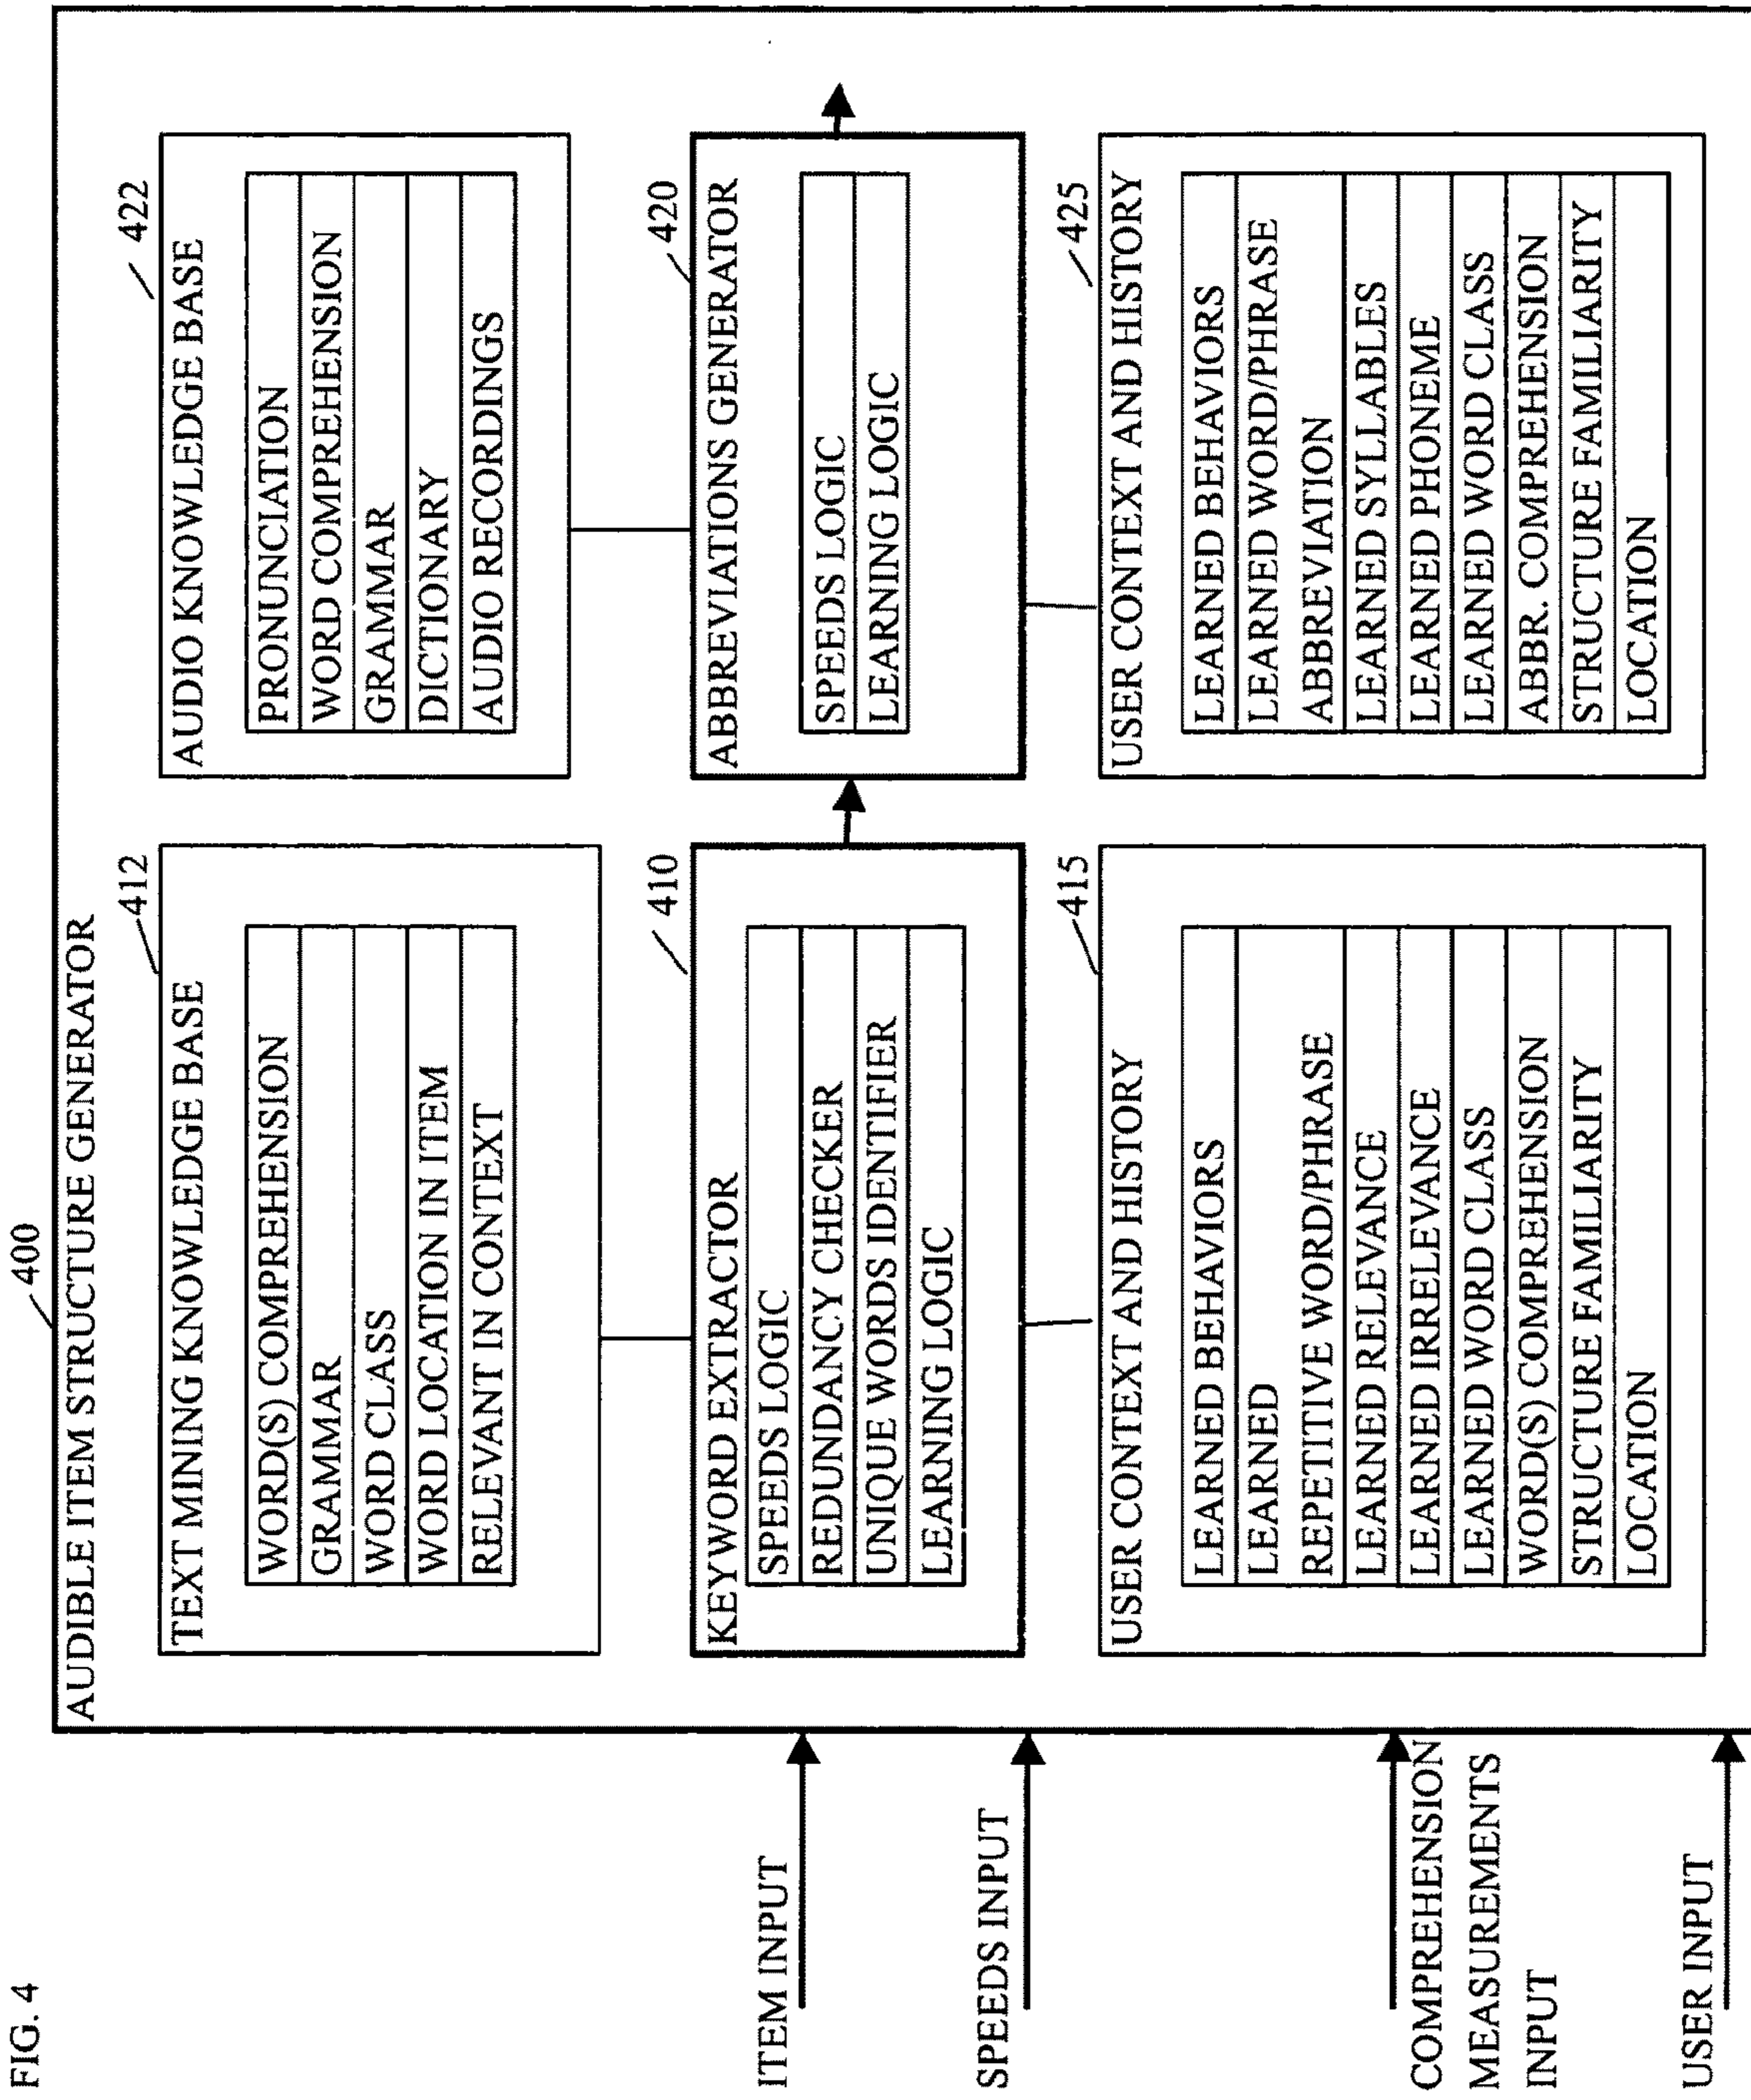 FIG. 4
400
AUDIBLE ITEM STRUCTURE GENERATOR
412
TEXT MINING KNOWLEDGE BASE
WORD(S) COMPREHENSION
GRAMMAR
WORD CLASS
WORD LOCATION IN ITEM
RELEVANT IN CONTEXT
422
AUDIO KNOWLEDGE BASE
PRONUNCIATION
WORD COMPREHENSION
GRAMMAR
DICTIONARY
AUDIO RECORDINGS
ITEM INPUT
SPEEDS INPUT
410
KEYWORD EXTRACTOR
SPEEDS LOGIC
REDUNDANCY CHECKER
UNIQUE WORDS IDENTIFIER
LEARNING LOGIC
420
ABBREVIATIONS GENERATOR
SPEEDS LOGIC
LEARNING LOGIC
COMPREHENSION
MEASUREMENTS
INPUT
USER INPUT
415
USER CONTEXT AND HISTORY
LEARNED BEHAVIORS
LEARNED
REPETITIVE WORD/PHRASE
LEARNED RELEVANCE
LEARNED IRRELEVANCE
LEARNED WORD CLASS
WORD(S) COMPREHENSION
STRUCTURE FAMILIARITY
LOCATION
425
USER CONTEXT AND HISTORY
LEARNED BEHAVIORS
LEARNED WORD/PHRASE
ABBREVIATION
LEARNED SYLLABLES
LEARNED PHONEME
LEARNED WORD CLASS
ABBR. COMPREHENSION
STRUCTURE FAMILIARITY
LOCATION